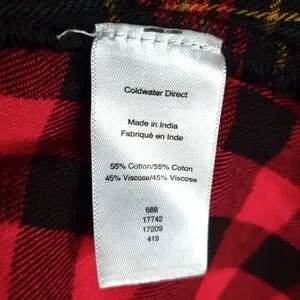 Coldwater Direct
Made in India
Fabriqué en Inde
55% Cotton/55% Coton
45% Viscose/45% Viscose
688
17742
17209
419